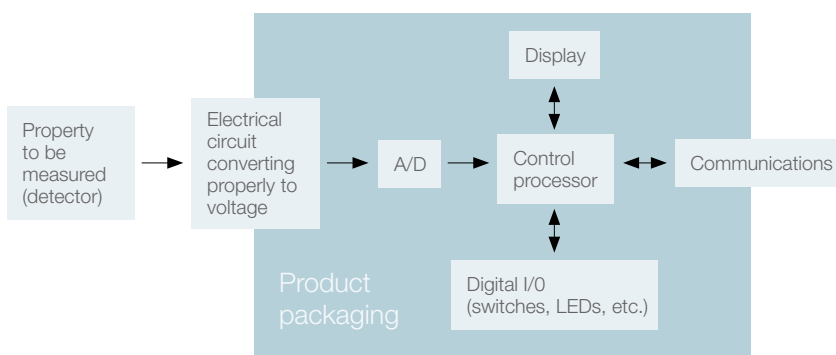 Property
to be
measured
(detector)
Electrical
circuit
converting
properly to
voltage
A/D
Display
Control
processor
Communications
Digital I/0
(switches, LEDs, etc.)
Product
packaging